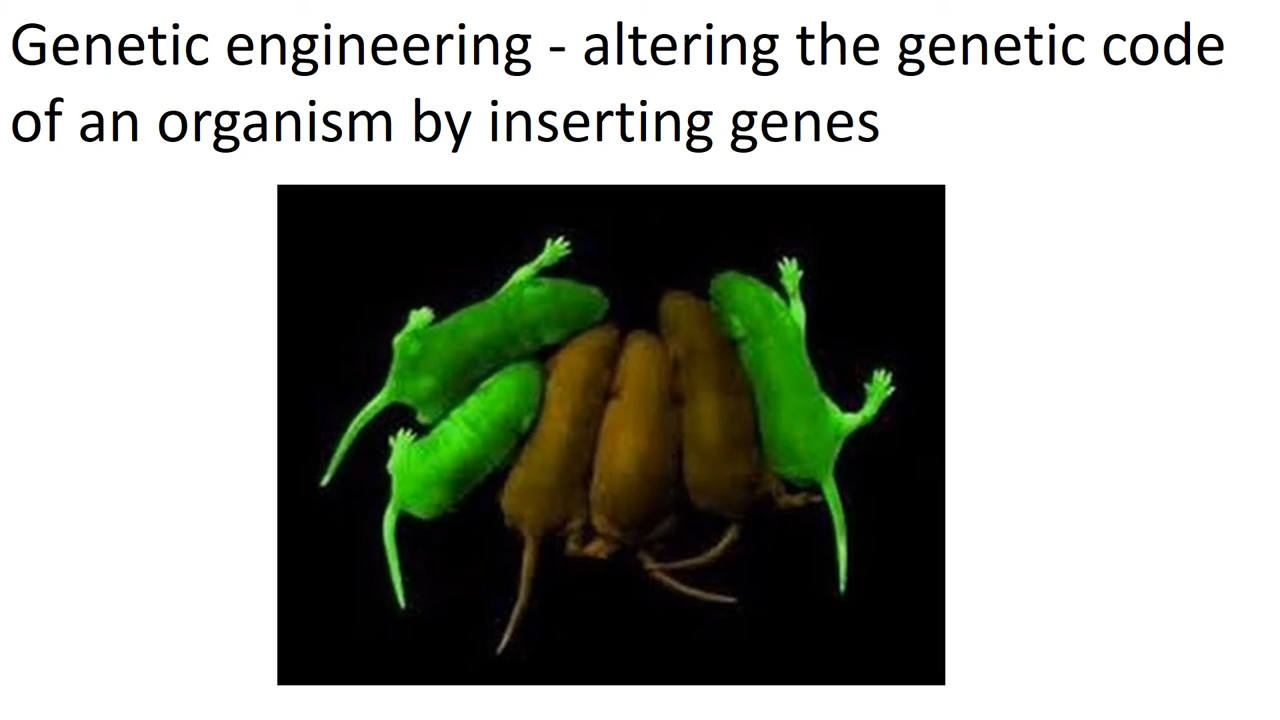 Genetic engineering - altering the genetic code
of an organism by inserting genes